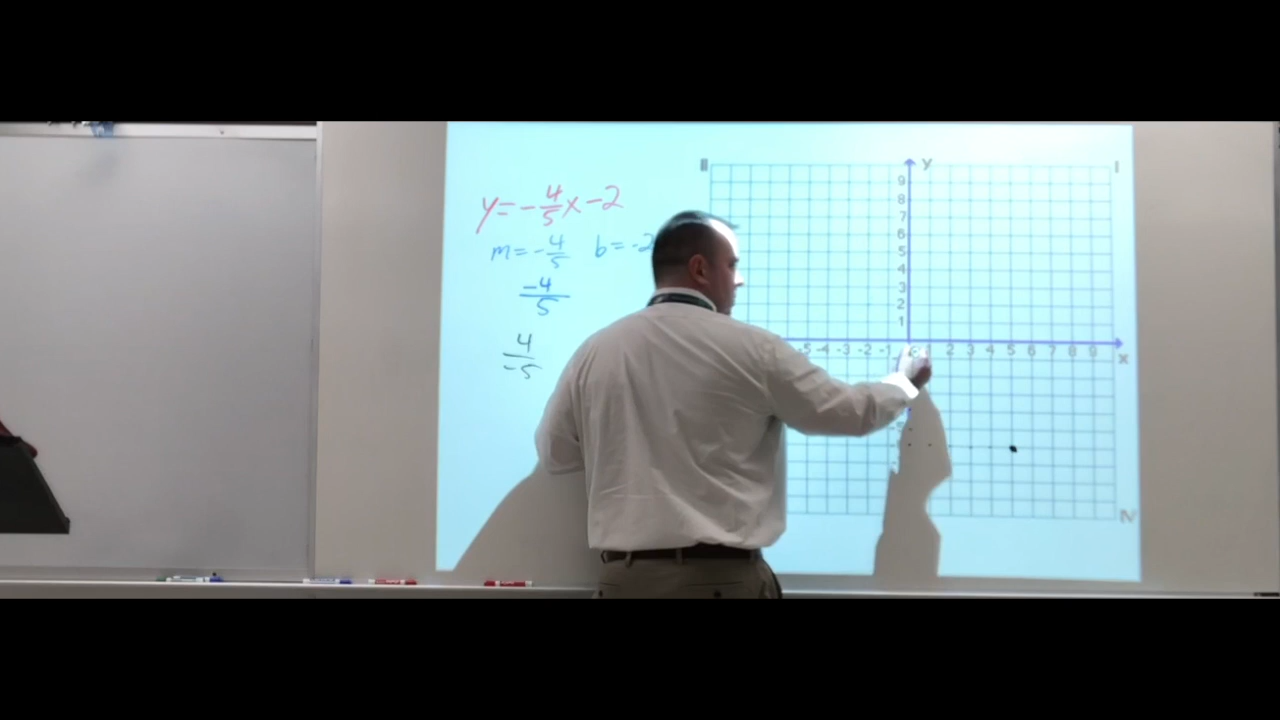 y = -4/5x - 2
m = -4/5 b = -2
-4/5
4/-5
II
I
y
9
8
7
6
5
4
3
2
1
-5 -4 -3 -2 -1 2 3 4 5 6 7 8 9
x
IV